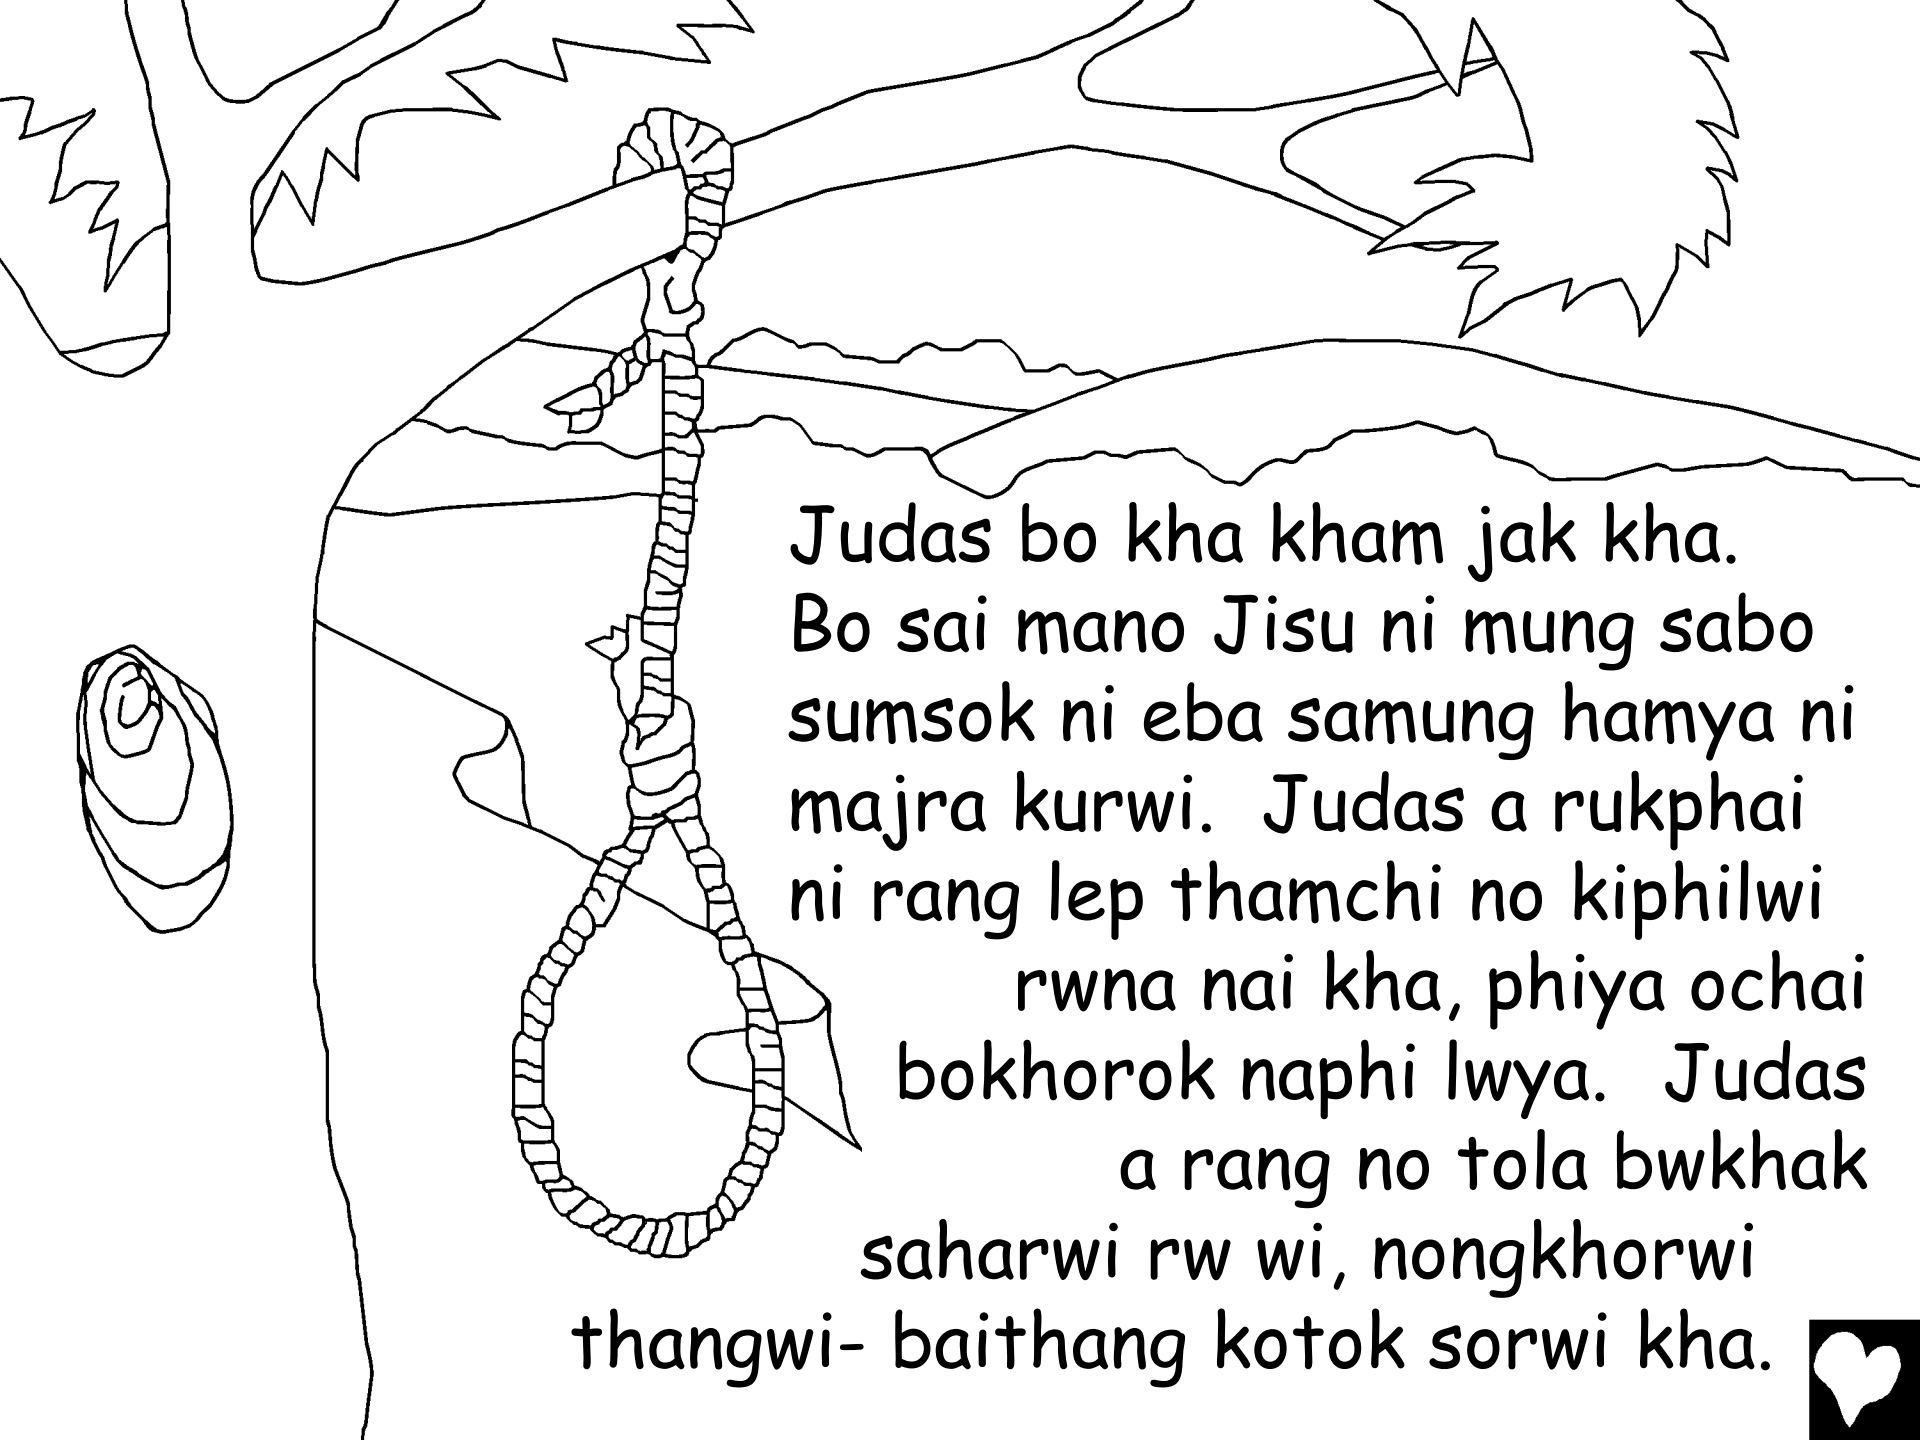 Judas bo kha kham jak kha.
Bo sai mano Jisu ni mung sabo
sumsok ni eba samung hamya ni
majra kurwi.  Judas a rukphai
ni rang lep thamchi no kiphilwi
rwna nai kha, phiya ochai
bokhorok naphi lwya.  Judas
a rang no tola bwkhak
saharwi rw wi, nongkhorwi
thangwi- baithang kotok sorwi kha.